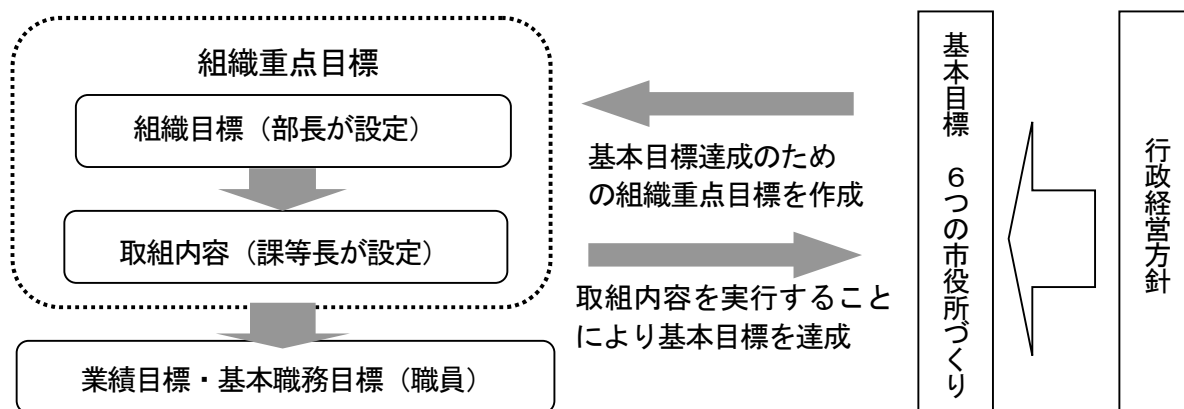 組織重点目標
組織目標（部長が設定）
取組内容（課等長が設定）
業績目標・基本職務目標（職員）
基本目標達成のため
の組織重点目標を作成
取組内容を実行すること
により基本目標を達成
基本目標　６つの市役所づくり
行政経営方針